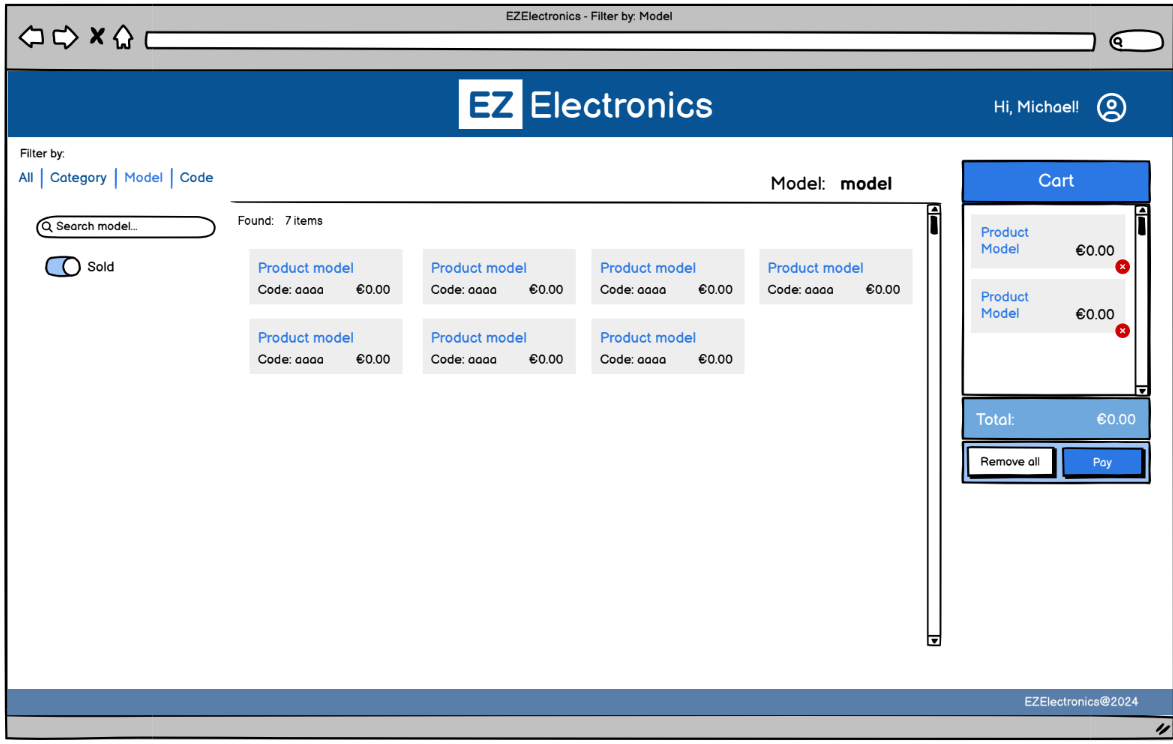 EZElectronics - Filter by: Model
EZ Electronics
Hi, Michael!
Filter by:
All | Category | Model | Code
Model: model
Cart
Search model...
Found: 7 items
Sold
Product model
Code: aaaa €0.00
Product model
Code: aaaa €0.00
Product model
Code: aaaa €0.00
Product model
Code: aaaa €0.00
Product model
Code: aaaa €0.00
Product model
Code: aaaa €0.00
Product model
Code: aaaa €0.00
Product
Model €0.00
Product
Model €0.00
Total: €0.00
Remove all Pay
EZElectronics@2024